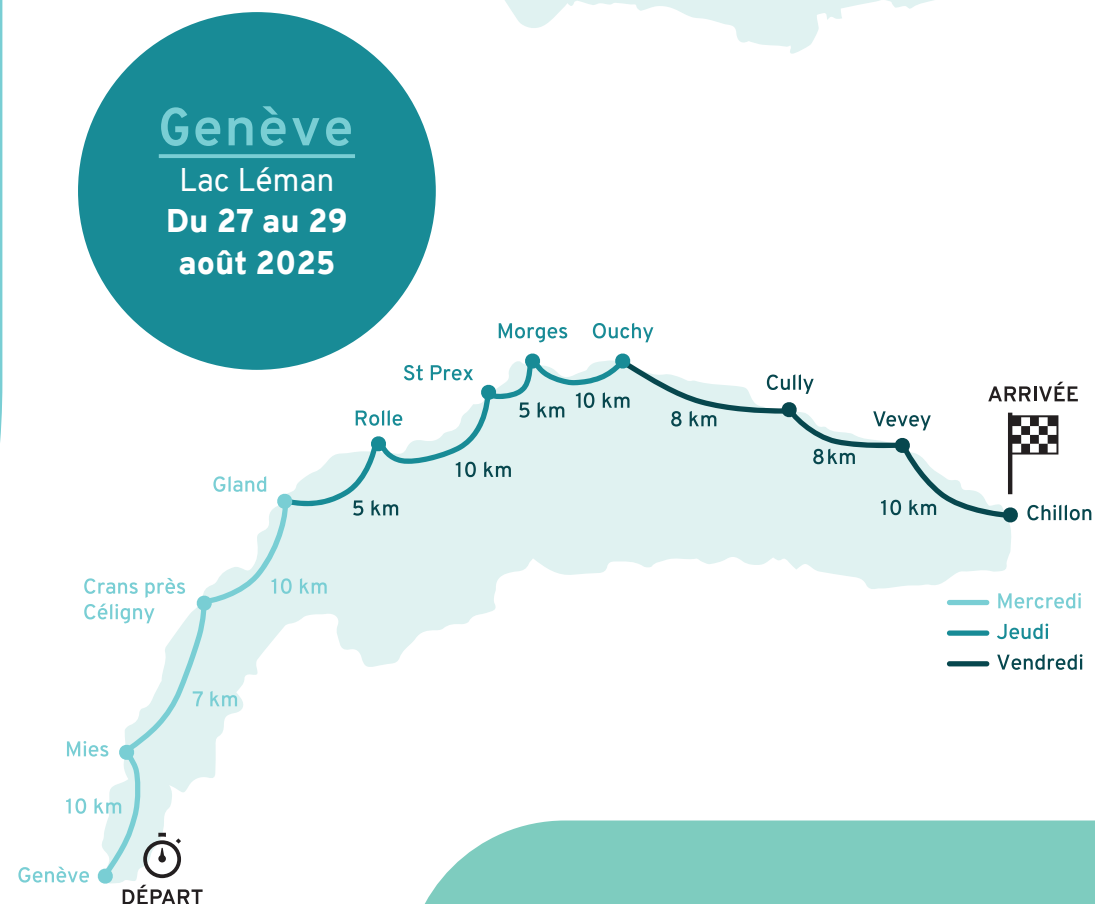 Genève
Lac Léman
Du 27 au 29
août 2025
Morges
Ouchy
St Prex
Cully
ARRIVÉE
5 km
10 km
8 km
Rolle
Vevey
8km
10 km
Gland
5 km
10 km
Chillon
Crans près
Céligny
10 km
Mercredi
Jeudi
Vendredi
7 km
Mies
10 km
Genève
DÉPART